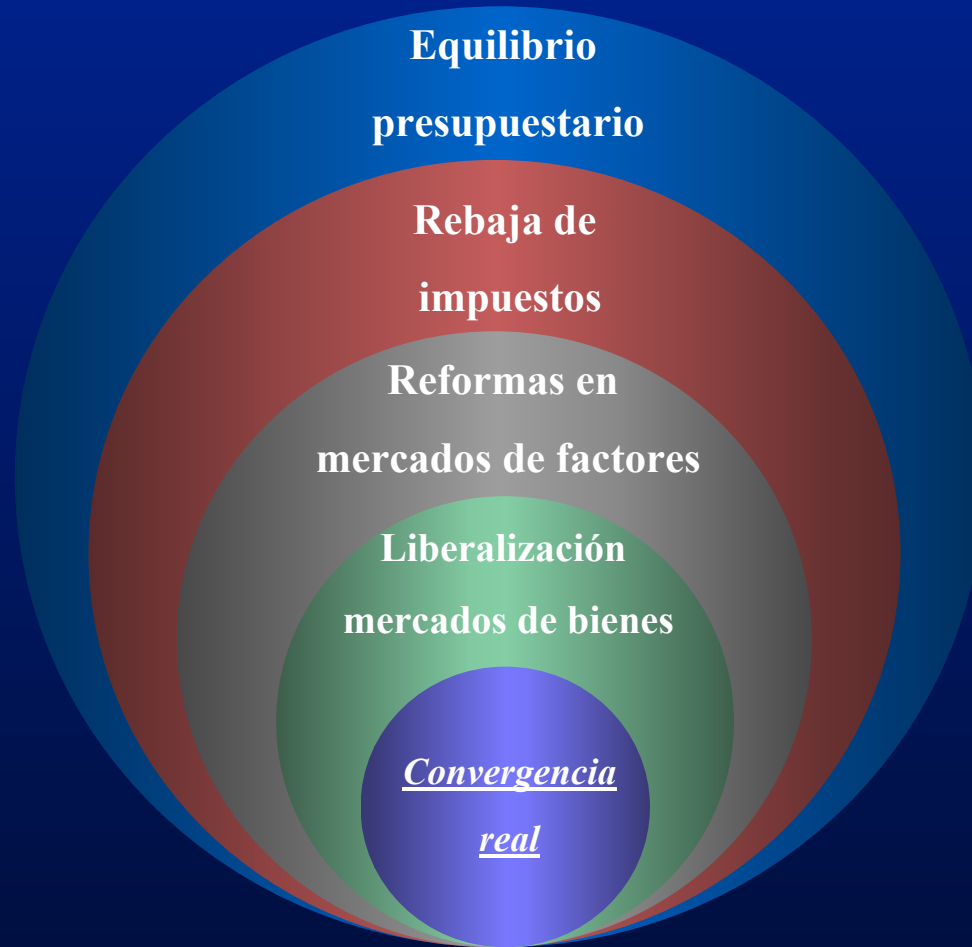 Equilibrio
presupuestario
Rebaja de
impuestos
Reformas en
mercados de factores
Liberalización
mercados de bienes
Convergencia
real